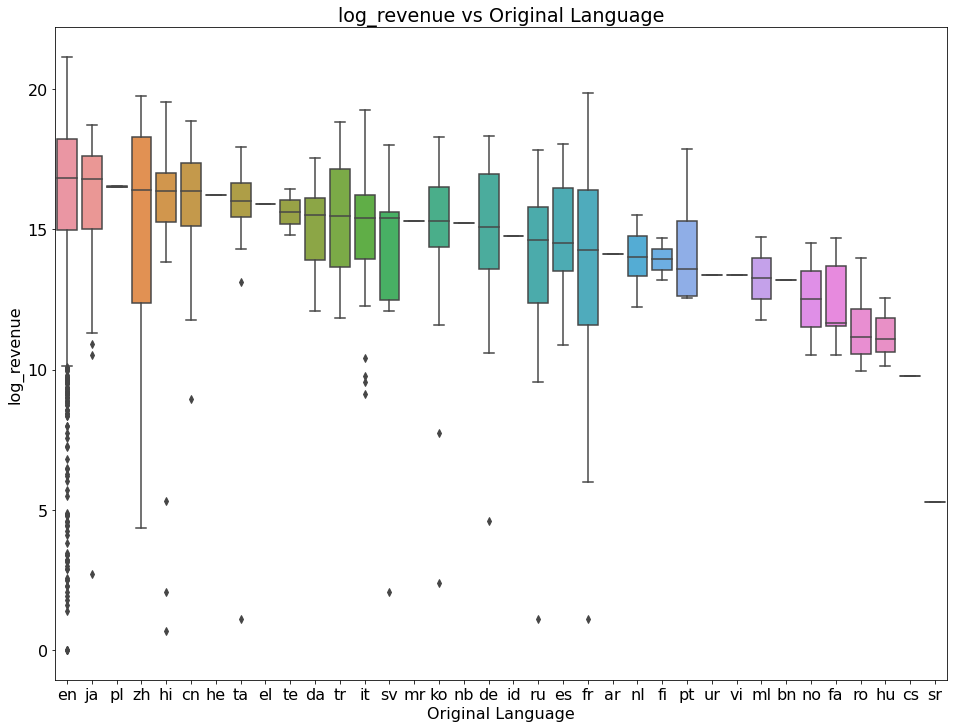 log_revenue vs Original Language
log_revenue
20
15
10
5
0
en ja pl zh hi cn he ta el te da tr it sv mr ko nb de id ru es fr ar nl fi pt ur vi ml bn no fa ro hu cs sr
Original Language